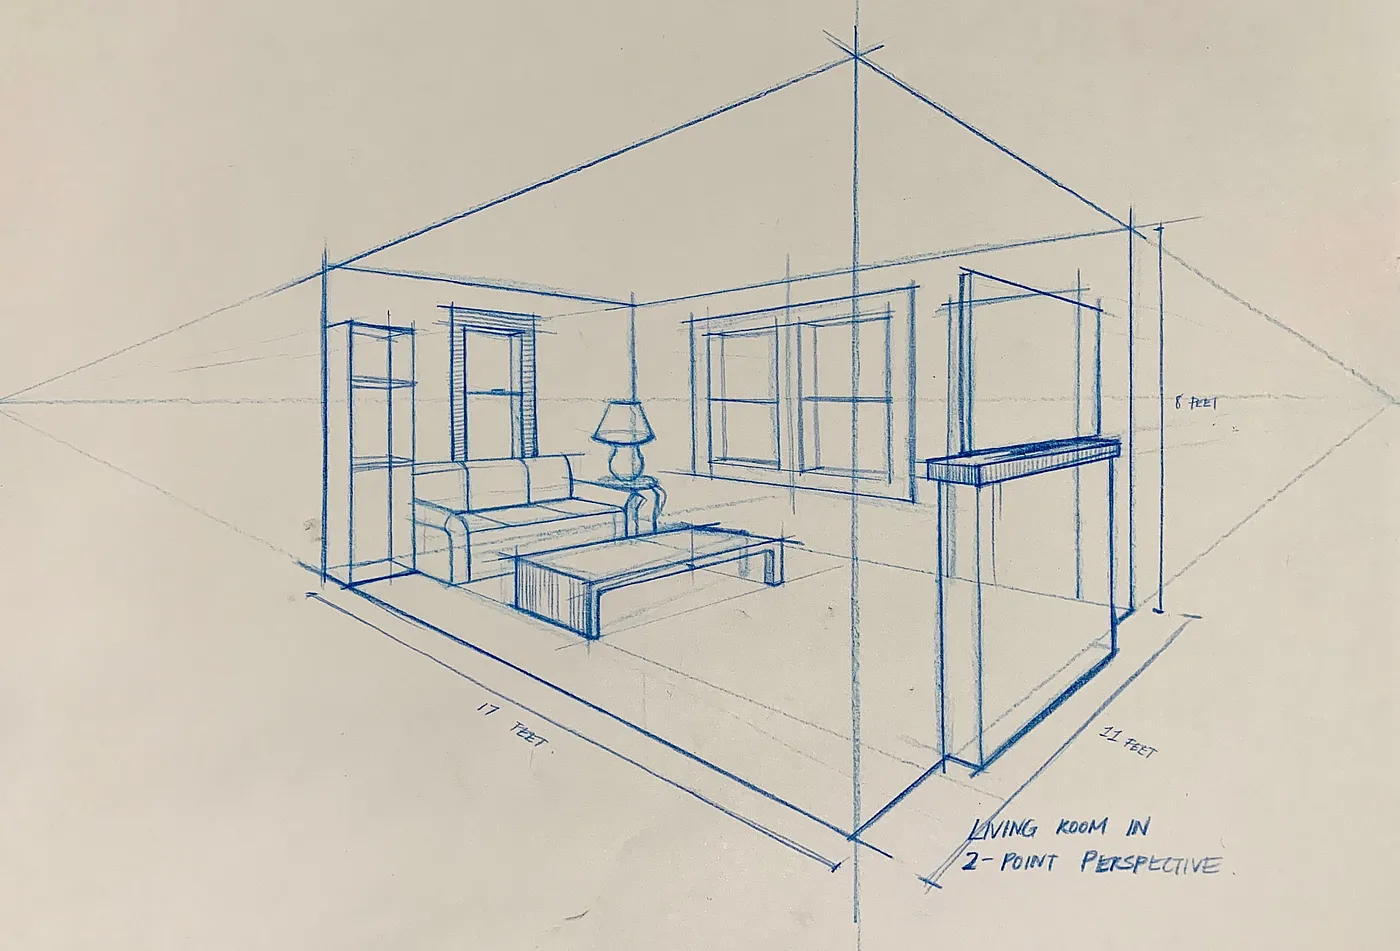 8 FEET
17 FEET.
11 FEET
LIVING ROOM IN
2-POINT PERSPECTIVE.